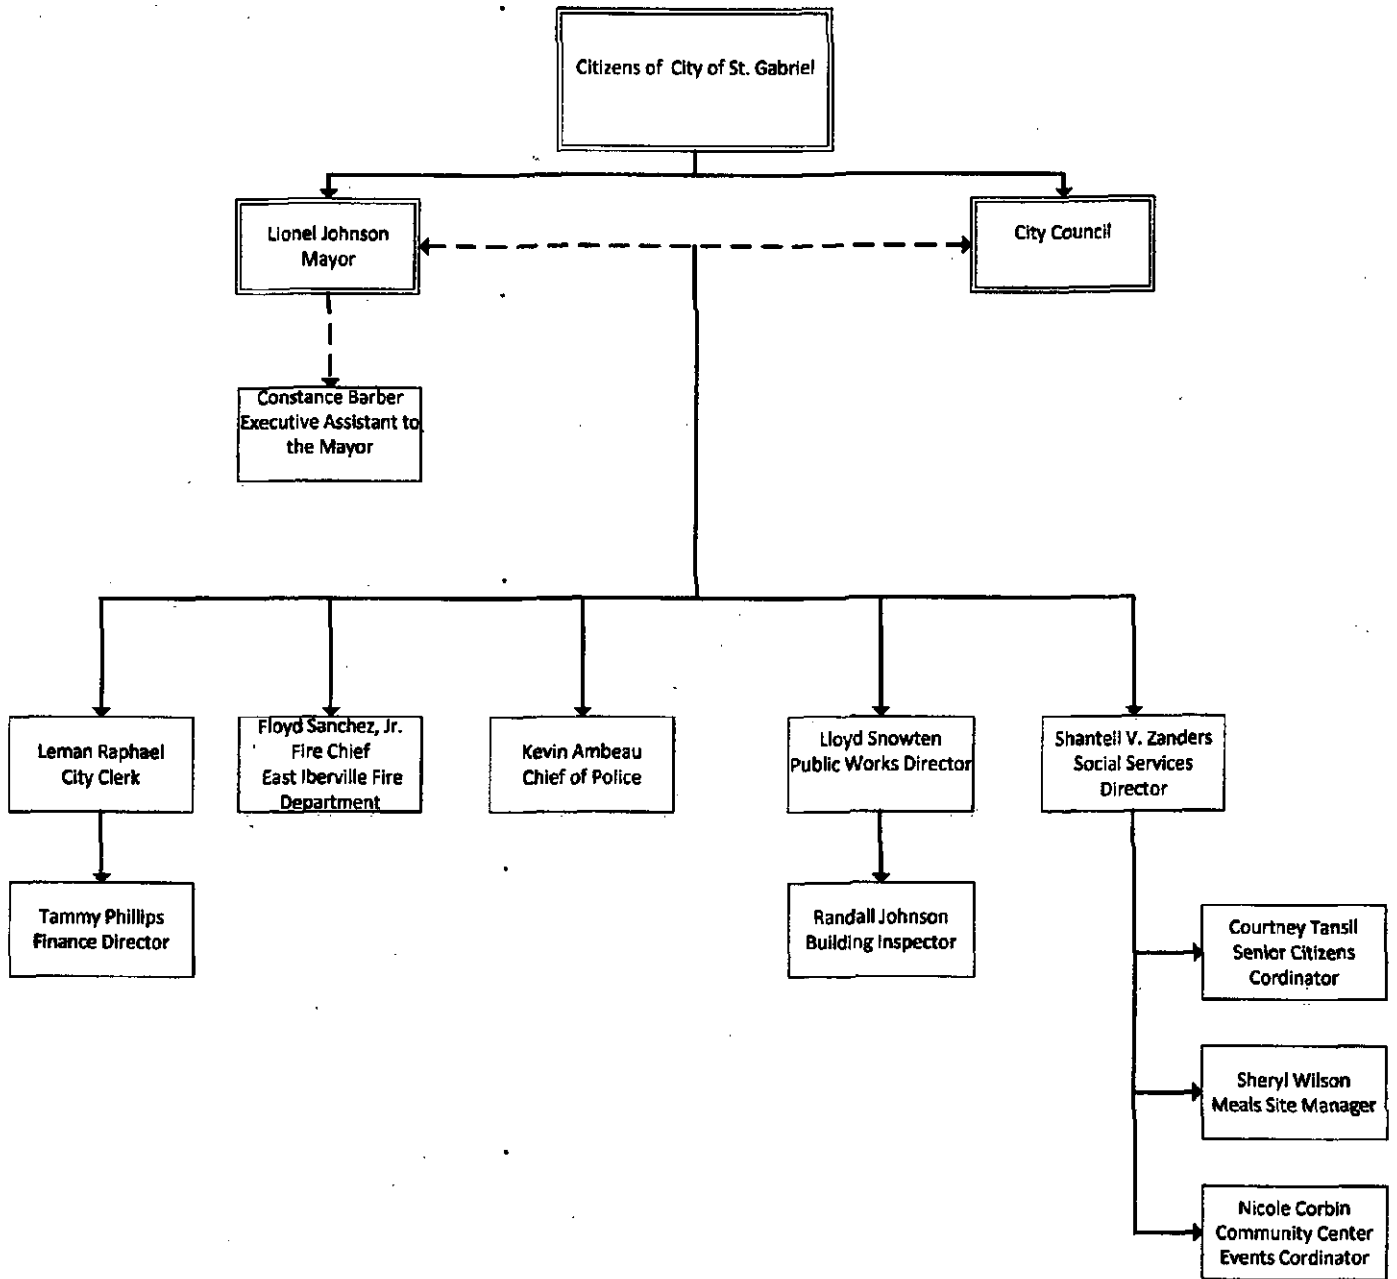 Citizens of City of St. Gabriel
Lionel Johnson
Mayor
City Council
Constance Barber
Executive Assistant to
the Mayor
Leman Raphael
City Clerk
Floyd Sanchez, Jr.
Fire Chief
East Iberville Fire
Department
Kevin Ambeau
Chief of Police
Lloyd Snowten
Public Works Director
Shantell V. Zanders
Social Services
Director
Tammy Phillips
Finance Director
Randall Johnson
Building Inspector
Courtney Tansil
Senior Citizens
Cordinator
Sheryl Wilson
Meals Site Manager
Nicole Corbin
Community Center
Events Cordinator